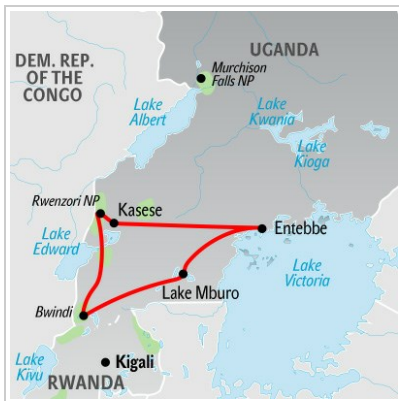 UGANDA
DEM. REP.
OF THE
CONGO
Murchison
Falls NP
Lake
Albert
Lake
Kwania
Lake
Kioga
Rwenzori NP
Kasese
Lake
Edward
Entebbe
Lake
Victoria
Lake Mburo
Bwindi
Lake
Kivu
Kigali
RWANDA